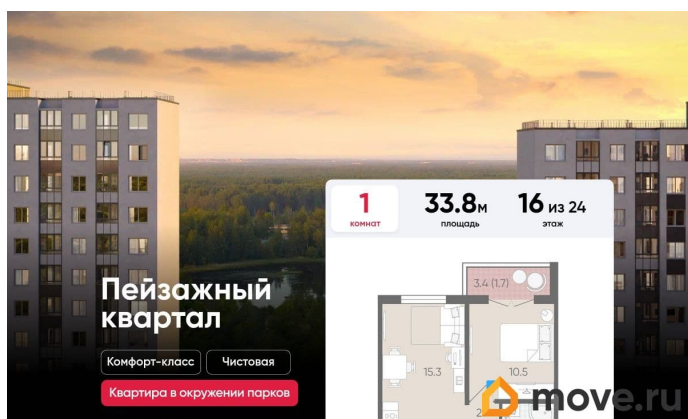 1
комнат
33.8м
площадь
16 из 24
этаж
Пейзажный
квартал
Комфорт-класс
Чистовая
Квартира в окружении парков
3.4 (1.7)
15.3
10.5
move.ru